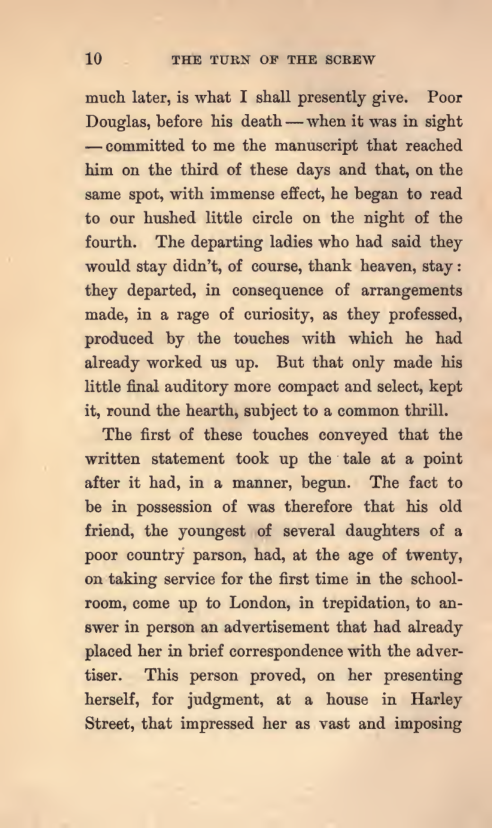 10 THE TURN OF THE SCREW
much later, is what I shall presently give. Poor
Douglas, before his death — when it was in sight
— committed to me the manuscript that reached
him on the third of these days and that, on the
same spot, with immense effect, he began to read
to our hushed little circle on the night of the
fourth. The departing ladies who had said they
would stay didn't, of course, thank heaven, stay:
they departed, in consequence of arrangements
made, in a rage of curiosity, as they professed,
produced by the touches with which he had
already worked us up. But that only made his
little final auditory more compact and select, kept
it, round the hearth, subject to a common thrill.
The first of these touches conveyed that the
written statement took up the tale at a point
after it had, in a manner, begun. The fact to
be in possession of was therefore that his old
friend, the youngest of several daughters of a
poor country parson, had, at the age of twenty,
on taking service for the first time in the school-
room, come up to London, in trepidation, to an-
swer in person an advertisement that had already
placed her in brief correspondence with the adver-
tiser. This person proved, on her presenting
herself, for judgment, at a house in Harley
Street, that impressed her as vast and imposing